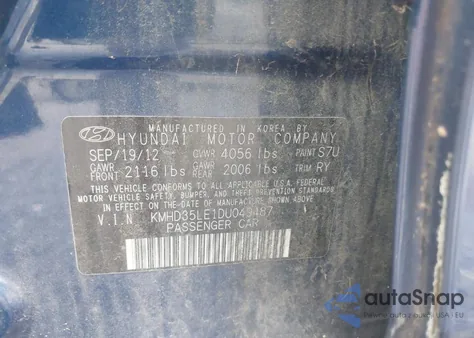 MANUFACTURED IN KOREA BY
HYUNDAI MOTOR COMPANY
SEP/19/12 GVWR 4056 lbs PAINT S7U
GAWR FRONT 2116 lbs GAWR REAR 2006 lbs TRIM RY
THIS VEHICLE CONFORMS TO ALL APPLICABLE U.S.A FEDERAL
MOTOR VEHICLE SAFETY, BUMPER, AND THEFT PREVENTION
STANDARDS IN EFFECT ON THE DATE OF MANUFACTURE SHOWN ABOVE
V.I.N. KMHD35LE1DU049487
PASSENGER CAR
autaSnap